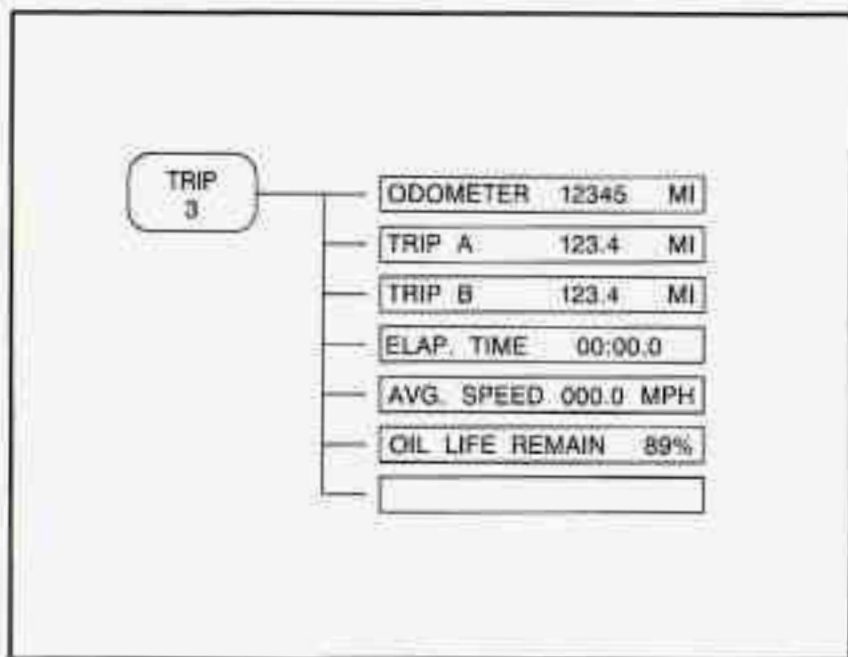 TRIP
3
ODOMETER 12345 MI
TRIP A 123.4 MI
TRIP B 123.4 MI
ELAP. TIME 00:00.0
AVG. SPEED 000.0 MPH
OIL LIFE REMAIN 89%